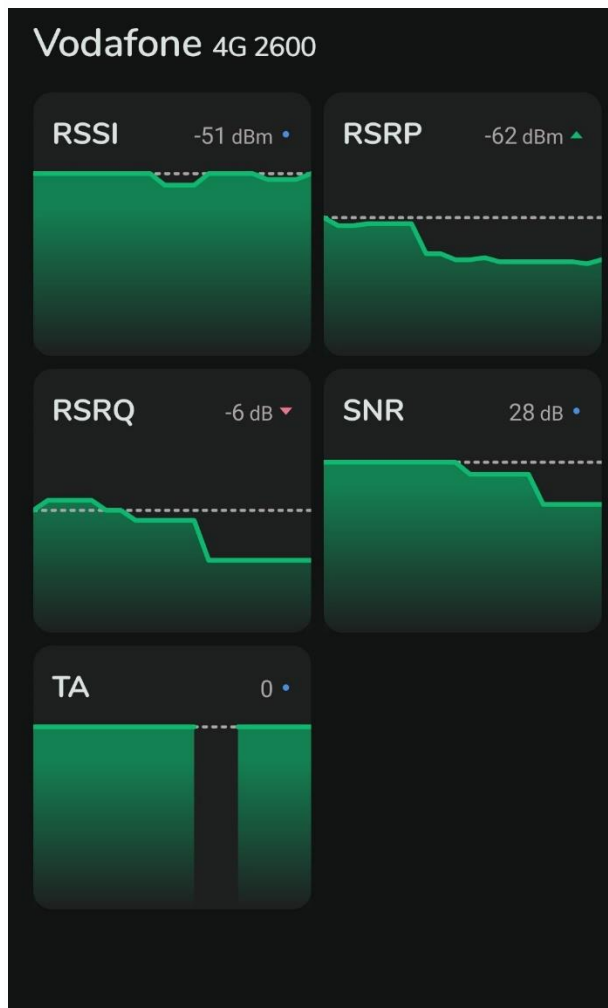 Vodafone 4G 2600
RSSI -51 dBm
RSRP -62 dBm
RSRQ -6 dB
SNR 28 dB
TA 0